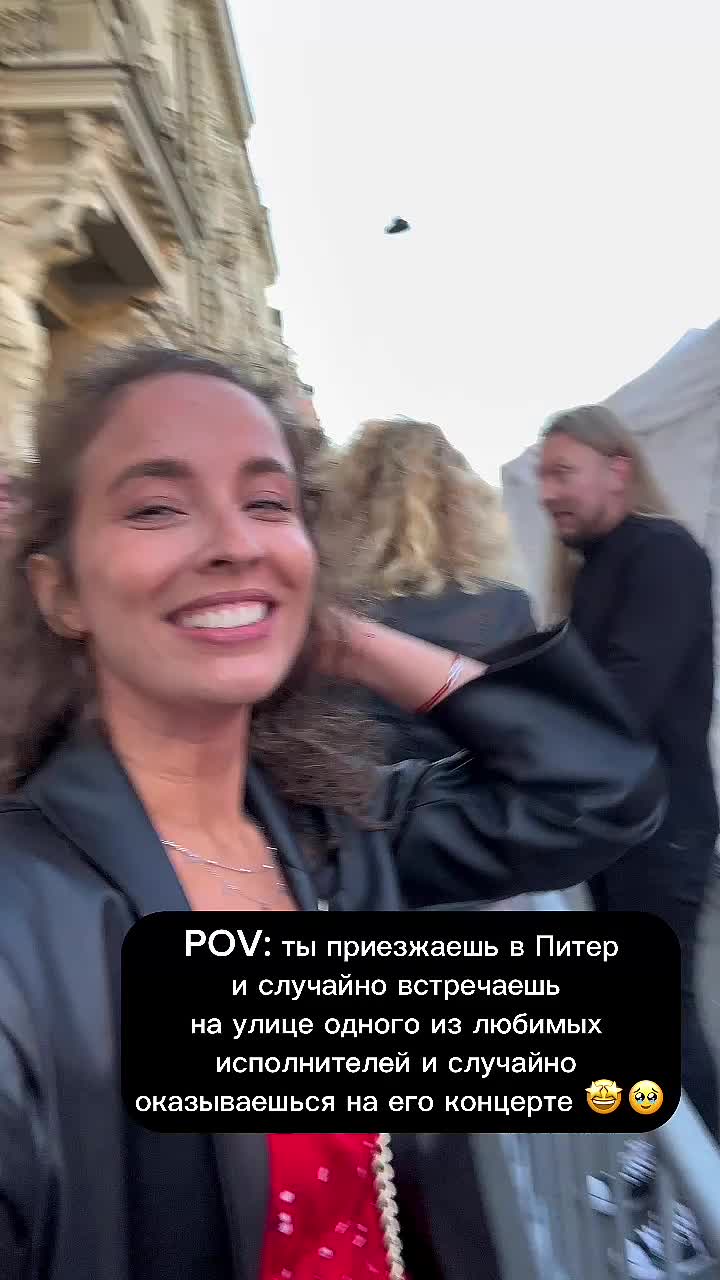 POV: ты приезжаешь в Питер
и случайно встречаешь
на улице одного из любимых
исполнителей и случайно
оказываешься на его концерте 🤩🥹